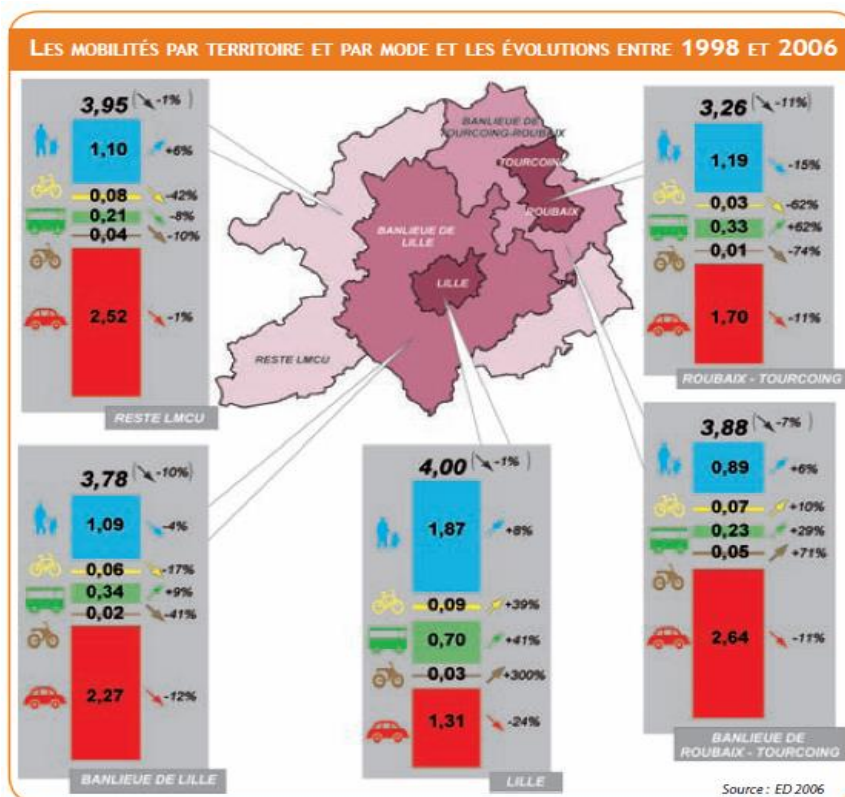 LES MOBILITÉS PAR TERRITOIRE ET PAR MODE ET LES ÉVOLUTIONS ENTRE 1998 ET 2006
3,95 (-1%)
1,10 +6%
0,08 -42%
0,21 -8%
0,04 -10%
2,52 -1%
RESTE LMCU
BANLIEUE DE
TOURCOING-ROUBAIX
TOURCOING
ROUBAIX
BANLIEUE DE
LILLE
LILLE
RESTE LMCU
3,26 (-11%)
1,19 -15%
0,03 -62%
0,33 +62%
0,01 -74%
1,70 -11%
ROUBAIX - TOURCOING
3,78 (-10%)
1,09 -4%
0,06 -17%
0,34 +9%
0,02 -41%
2,27 -12%
BANLIEUE DE LILLE
4,00 (-1%)
1,87 +8%
0,09 +39%
0,70 +41%
0,03 +300%
1,31 -24%
LILLE
3,88 (-7%)
0,89 +6%
0,07 +10%
0,23 +29%
0,05 +71%
2,64 -11%
BANLIEUE DE
ROUBAIX - TOURCOING
Source : ED 2006